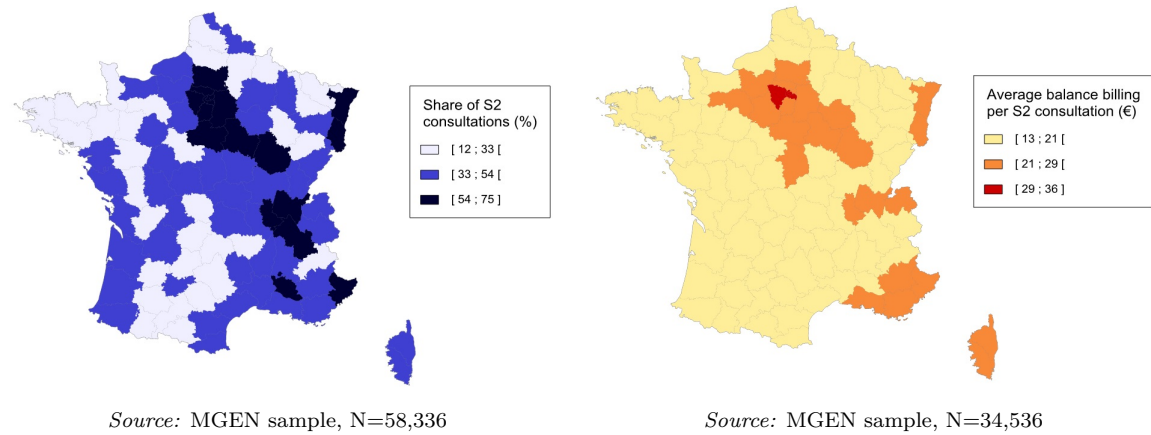 Share of S2
consultations (%)
[ 12 ; 33 [
[ 33 ; 54 [
[ 54 ; 75 ]
Source: MGEN sample, N=58,336
Average balance billing
per S2 consultation (€)
[ 13 ; 21 [
[ 21 ; 29 [
[ 29 ; 36 ]
Source: MGEN sample, N=34,536